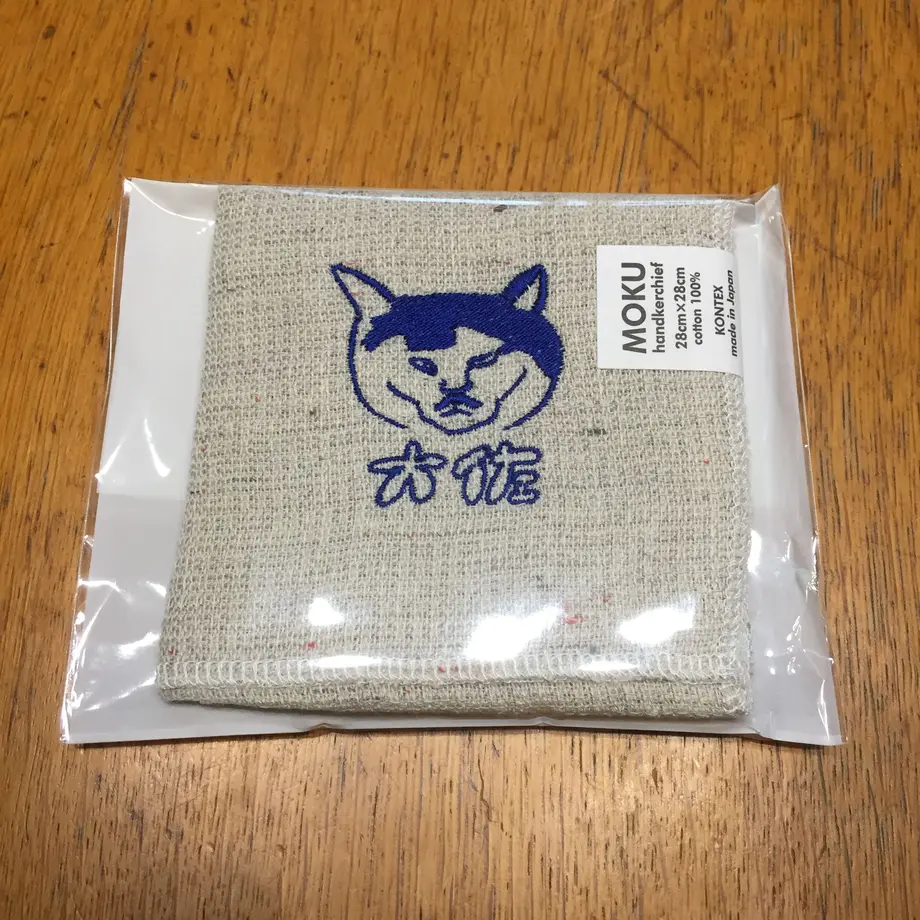 MOKU
handkerchief
28cm×28cm
cotton 100%
KONTEX
made in Japan
大佐